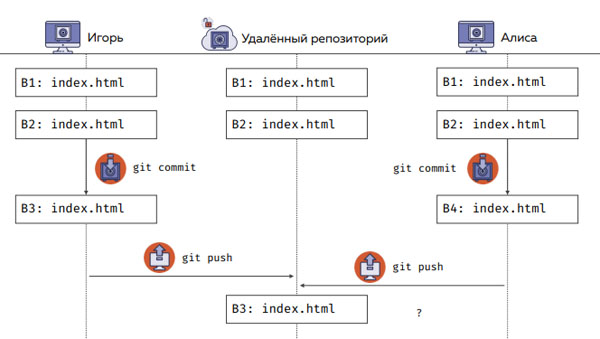 Игорь
Удалённый репозиторий
Алиса
B1: index.html
B1: index.html
B1: index.html
B2: index.html
B2: index.html
B2: index.html
git commit
git commit
B3: index.html
B4: index.html
git push
git push
B3: index.html
?